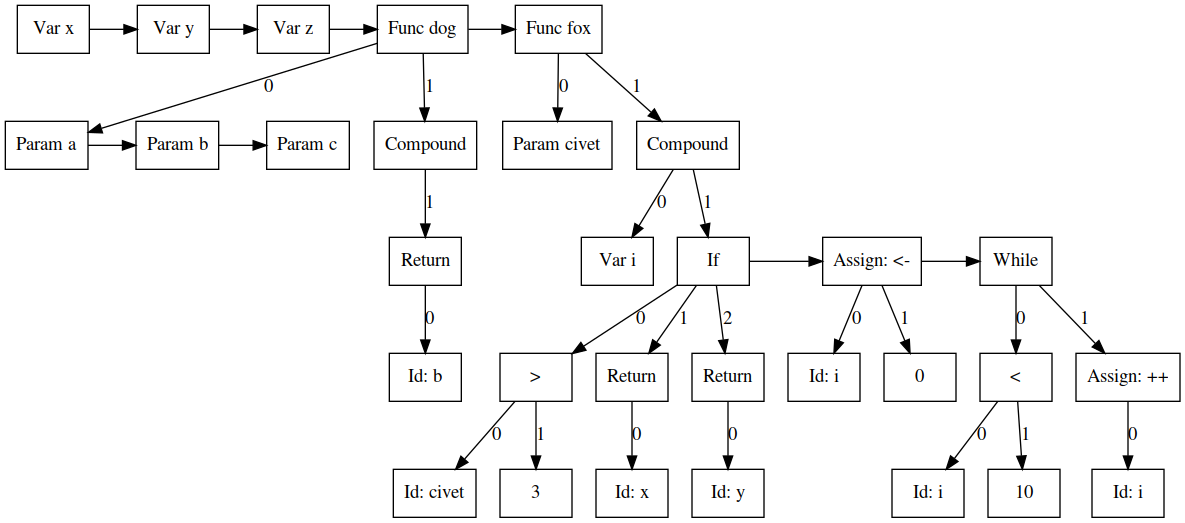 Var x
Var y
Var z
Func dog
Func fox
0
1
0
1
Param a
Param b
Param c
Compound
Param civet
Compound
1
0
1
Return
Var i
If
Assign: <-
While
0
0
1
2
0
1
0
1
Id: b
>
Return
Return
Id: i
0
<
Assign: ++
0
1
0
0
0
1
0
Id: civet
3
Id: x
Id: y
Id: i
10
Id: i